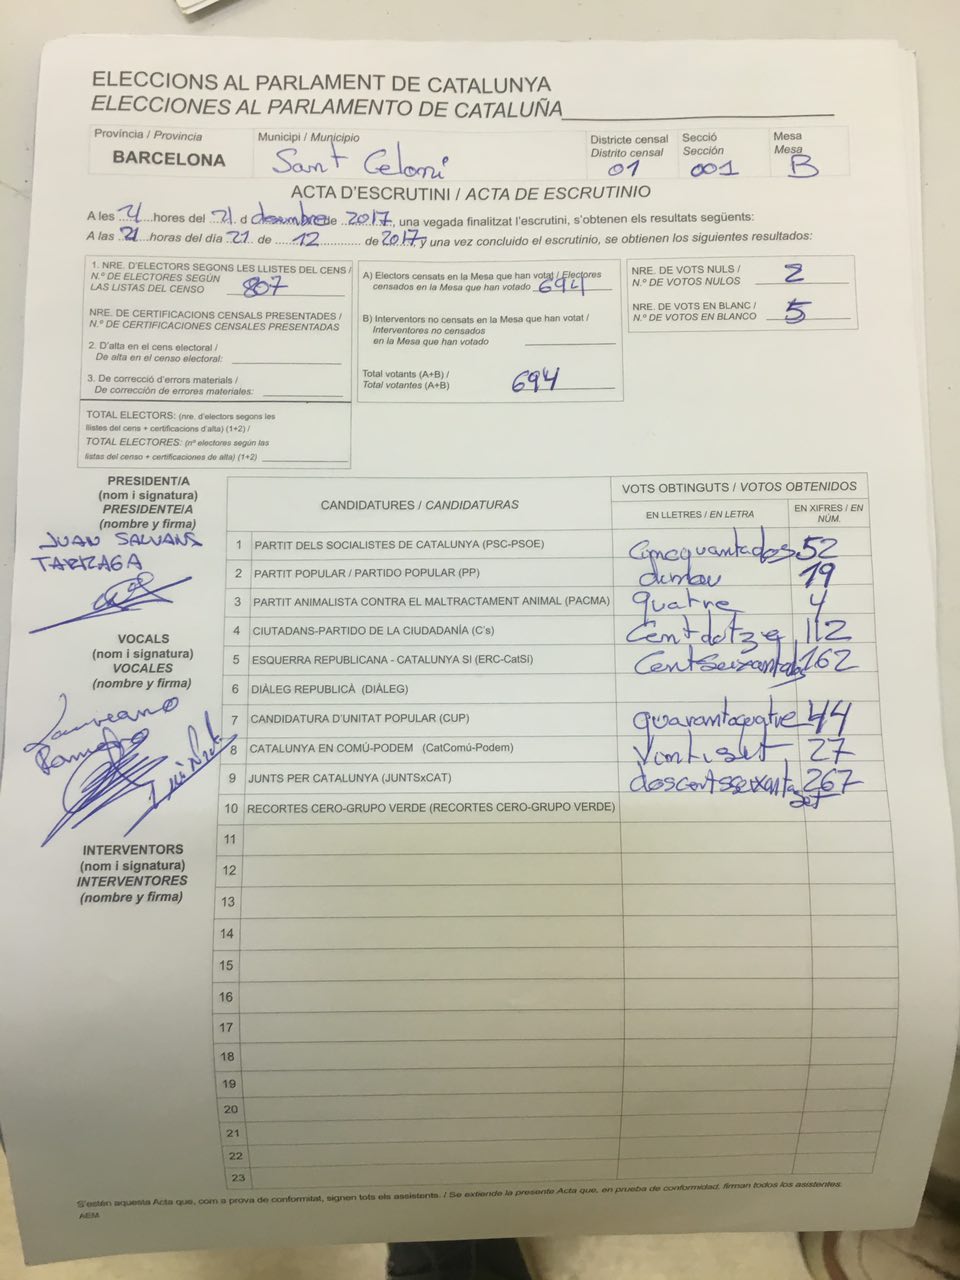 ELECCIONS AL PARLAMENT DE CATALUNYA
ELECCIONES AL PARLAMENTO DE CATALUÑA
Província / Provincia
BARCELONA
Municipi / Municipio
Sant Celoni
Districte censal
Distrito censal
01
Secció
Sección
001
Mesa
Mesa
B
ACTA D'ESCRUTINI / ACTA DE ESCRUTINIO
A les 21 hores del 21 d desembre de 2017, una vegada finalitzat l'escrutini, s'obtenen els resultats següents:
A las 21 horas del día 21 de 12 de 2017 y una vez concluido el escrutinio, se obtienen los siguientes resultados:
1. NRE. D'ELECTORS SEGONS LES LLISTES DEL CENS /
N.º DE ELECTORES SEGÚN
LAS LISTAS DEL CENSO 807
NRE. DE CERTIFICACIONS CENSALS PRESENTADES /
N.º DE CERTIFICACIONES CENSALES PRESENTADAS
2. D'alta en el cens electoral /
De alta en el censo electoral:
3. De correcció d'errors materials /
De corrección de errores materiales:
TOTAL ELECTORS: (nre. d'electors segons les
llistes del cens + certificacions d'alta) (1+2) /
TOTAL ELECTORES: (nº electores según las
listas del censo + certificaciones de alta) (1+2)
A) Electors censats en la Mesa que han votat / Electores
censados en la Mesa que han votado 694
B) Interventors no censats en la Mesa que han votat /
Interventores no censados
en la Mesa que han votado
Total votants (A+B) /
Total votantes (A+B) 694
NRE. DE VOTS NULS /
N.º DE VOTOS NULOS 2
NRE. DE VOTS EN BLANC /
N.º DE VOTOS EN BLANCO 5
PRESIDENT/A
(nom i signatura)
PRESIDENTE/A
(nombre y firma)
JUAN SALVANS
VOCALS
(nom i signatura)
VOCALES
(nombre y firma)
Laureano
INTERVENTORS
(nom i signatura)
INTERVENTORES
(nombre y firma)
CANDIDATURES / CANDIDATURAS
VOTS OBTINGUTS / VOTOS OBTENIDOS
EN LLETRES / EN LETRA
EN XIFRES / EN
NÚM.
1 PARTIT DELS SOCIALISTES DE CATALUNYA (PSC-PSOE) Cinquantados 52
2 PARTIT POPULAR / PARTIDO POPULAR (PP) dinou 19
3 PARTIT ANIMALISTA CONTRA EL MALTRACTAMENT ANIMAL (PACMA) quatre 4
4 CIUTADANS-PARTIDO DE LA CIUDADANÍA (C's) Cent dotze 112
5 ESQUERRA REPUBLICANA - CATALUNYA SÍ (ERC-CatSí) Centseixantados 162
6 DIÀLEG REPUBLICÀ (DIÀLEG)
7 CANDIDATURA D'UNITAT POPULAR (CUP) quarantaquatre 44
8 CATALUNYA EN COMÚ-PODEM (CatComú-Podem) Vintiset 27
9 JUNTS PER CATALUNYA (JUNTSxCAT) doscentsseixanta set 267
10 RECORTES CERO-GRUPO VERDE (RECORTES CERO-GRUPO VERDE)
11
12
13
14
15
16
17
18
19
20
21
22
23
S'estén aquesta Acta que, com a prova de conformitat, signen tots els assistents. / Se extiende la presente Acta que, en prueba de conformidad, firman todos los asistentes.
AEM